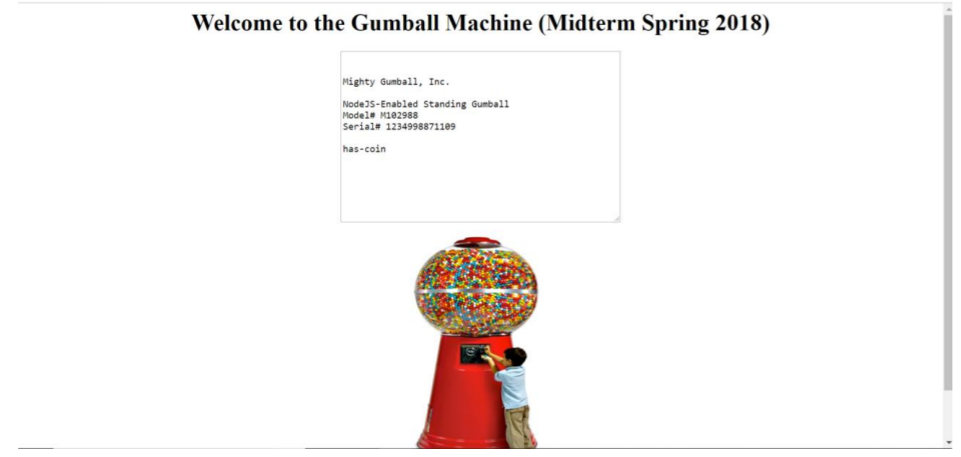 Welcome to the Gumball Machine (Midterm Spring 2018)
Mighty Gumball, Inc.
NodeJS-Enabled Standing Gumball
Model# M102988
Serial# 1234998871109
has-coin